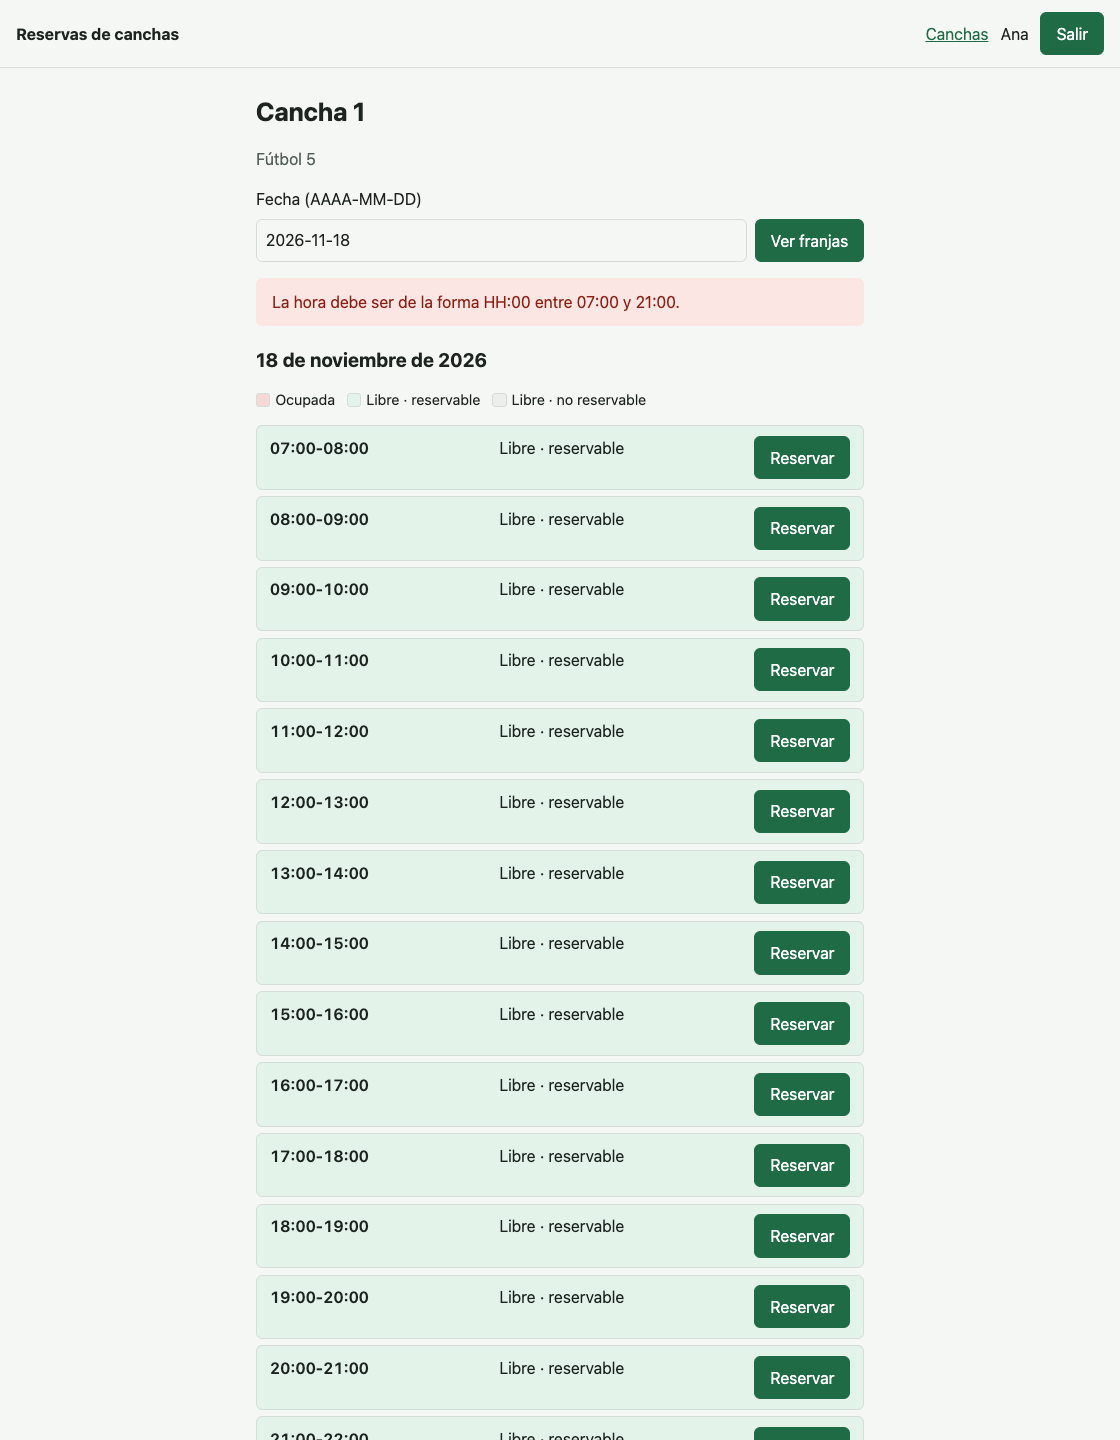 Reservas de canchas
Canchas Ana Salir
Cancha 1
Fútbol 5
Fecha (AAAA-MM-DD)
2026-11-18 Ver franjas
La hora debe ser de la forma HH:00 entre 07:00 y 21:00.
18 de noviembre de 2026
Ocupada Libre · reservable Libre · no reservable
07:00-08:00 Libre · reservable Reservar
08:00-09:00 Libre · reservable Reservar
09:00-10:00 Libre · reservable Reservar
10:00-11:00 Libre · reservable Reservar
11:00-12:00 Libre · reservable Reservar
12:00-13:00 Libre · reservable Reservar
13:00-14:00 Libre · reservable Reservar
14:00-15:00 Libre · reservable Reservar
15:00-16:00 Libre · reservable Reservar
16:00-17:00 Libre · reservable Reservar
17:00-18:00 Libre · reservable Reservar
18:00-19:00 Libre · reservable Reservar
19:00-20:00 Libre · reservable Reservar
20:00-21:00 Libre · reservable Reservar
21:00-22:00 Libre · reservable